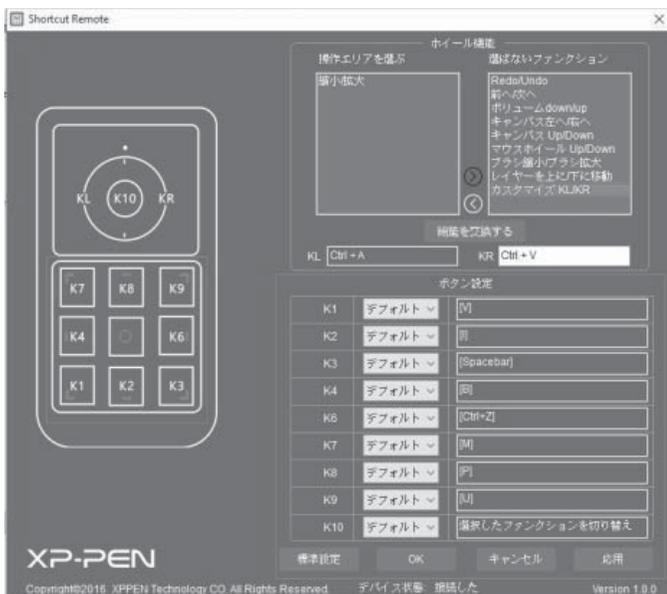 Shortcut Remote
ホイール機能
操作エリアを選ぶ
選ばないファンクション
縮小/拡大
Redo/Undo
前へ/次へ
ボリュームdown/up
キャンバス左へ/右へ
キャンバス Up/Down
マウスホイール Up/Down
ブラシ縮小/ブラシ拡大
レイヤーを上に/下に移動
カスタマイズ KL/KR
機能を交換する
KL Ctrl + A
KR Ctrl + V
KL K10 KR
K7 K8 K9
K4 K6
K1 K2 K3
ボタン設定
K1 デフォルト [V]
K2 デフォルト [I]
K3 デフォルト [Spacebar]
K4 デフォルト [B]
K6 デフォルト [Ctrl+Z]
K7 デフォルト [M]
K8 デフォルト [P]
K9 デフォルト [U]
K10 デフォルト 選択したファンクションを切り替え
XP-PEN
標準設定 OK キャンセル 応用
Copyright©2016 XPPEN Technology CO. All Rights Reserved. デバイス状態: 接続した Version 1.0.0